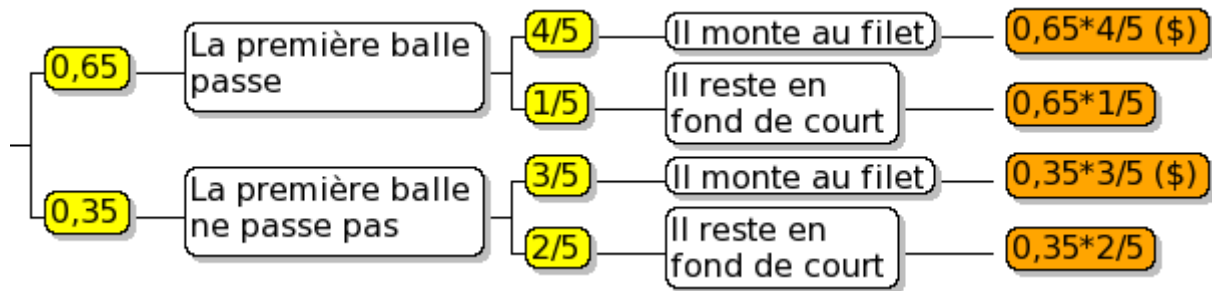 0,65
La première balle
passe
4/5
Il monte au filet
0,65*4/5 ($)
1/5
Il reste en
fond de court
0,65*1/5
0,35
La première balle
ne passe pas
3/5
Il monte au filet
0,35*3/5 ($)
2/5
Il reste en
fond de court
0,35*2/5